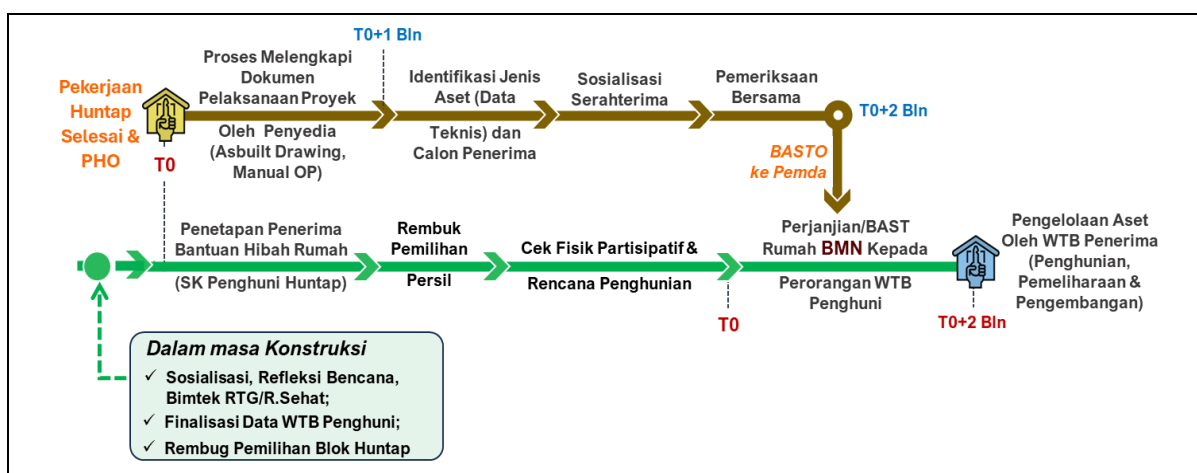 T0+1 Bln
Pekerjaan
Huntap
Selesai &
PHO
T0
Proses Melengkapi
Dokumen
Pelaksanaan Proyek
Oleh Penyedia
(Asbuilt Drawing,
Manual OP)
Identifikasi Jenis
Aset (Data
Teknis) dan
Calon Penerima
Sosialisasi
Serahterima
Pemeriksaan
Bersama
T0+2 Bln
BASTO
ke Pemda
Penetapan Penerima
Bantuan Hibah Rumah
(SK Penghuni Huntap)
Rembuk
Pemilihan
Persil
Cek Fisik Partisipatif &
Rencana Penghunian
T0
Perjanjian/BAST
Rumah BMN Kepada
Perorangan WTB
Penghuni
Pengelolaan Aset
Oleh WTB Penerima
(Penghunian,
Pemeliharaan &
Pengembangan)
T0+2 Bln
Dalam masa Konstruksi
✓ Sosialisasi, Refleksi Bencana,
Bimtek RTG/R.Sehat;
✓ Finalisasi Data WTB Penghuni;
✓ Rembug Pemilihan Blok Huntap